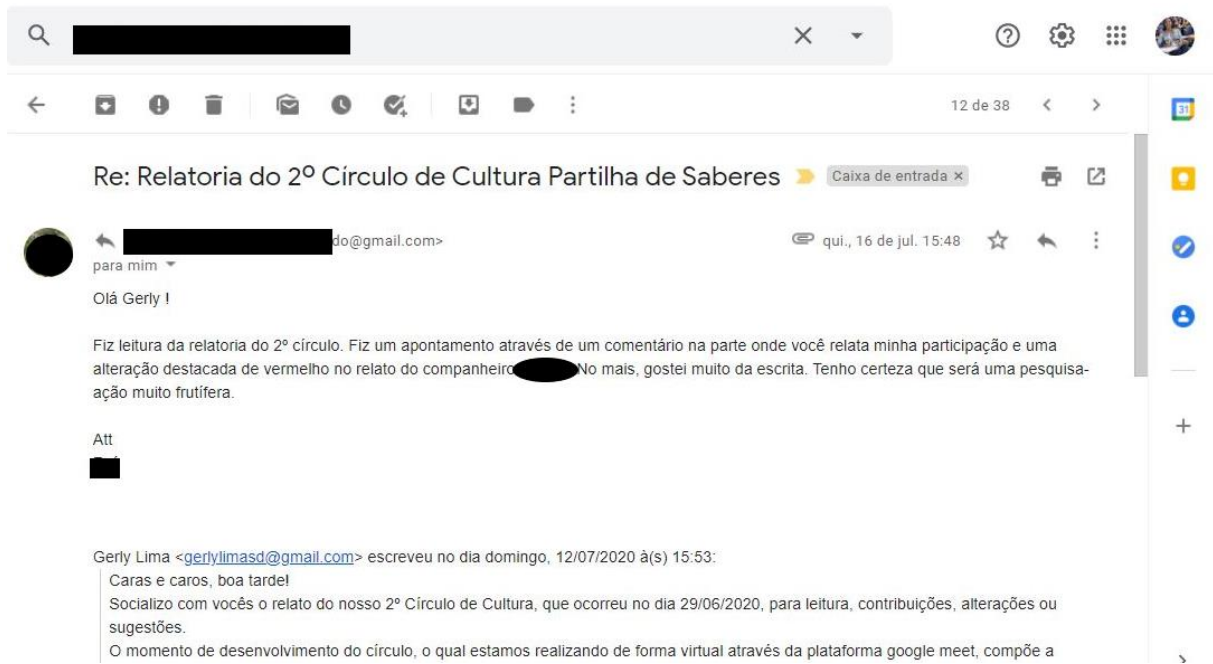 12 de 38
31
Re: Relatoria do 2º Círculo de Cultura Partilha de Saberes
Caixa de entrada ×
do@gmail.com>
qui., 16 de jul. 15:48
para mim
Olá Gerly !
Fiz leitura da relatoria do 2º círculo. Fiz um apontamento através de um comentário na parte onde você relata minha participação e uma
alteração destacada de vermelho no relato do companheiro No mais, gostei muito da escrita. Tenho certeza que será uma pesquisa-
ação muito frutífera.
Att
Gerly Lima <gerlylimasd@gmail.com> escreveu no dia domingo, 12/07/2020 à(s) 15:53:
Caras e caros, boa tarde!
Socializo com vocês o relato do nosso 2º Círculo de Cultura, que ocorreu no dia 29/06/2020, para leitura, contribuições, alterações ou
sugestões.
O momento de desenvolvimento do círculo, o qual estamos realizando de forma virtual através da plataforma google meet, compõe a